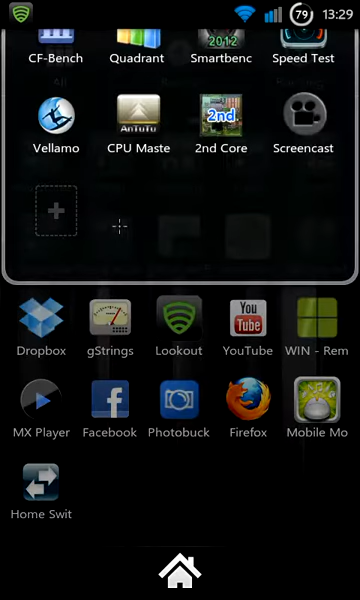 79 13:29
CF-Bench Quadrant Smartbenc Speed Test
2012
Vellamo CPU Maste 2nd Core Screencast
AnTuTu
2nd
Dropbox gStrings Lookout YouTube WIN - Rem
You
Tube
MX Player Facebook Photobuck Firefox Mobile Mo
Home Swit